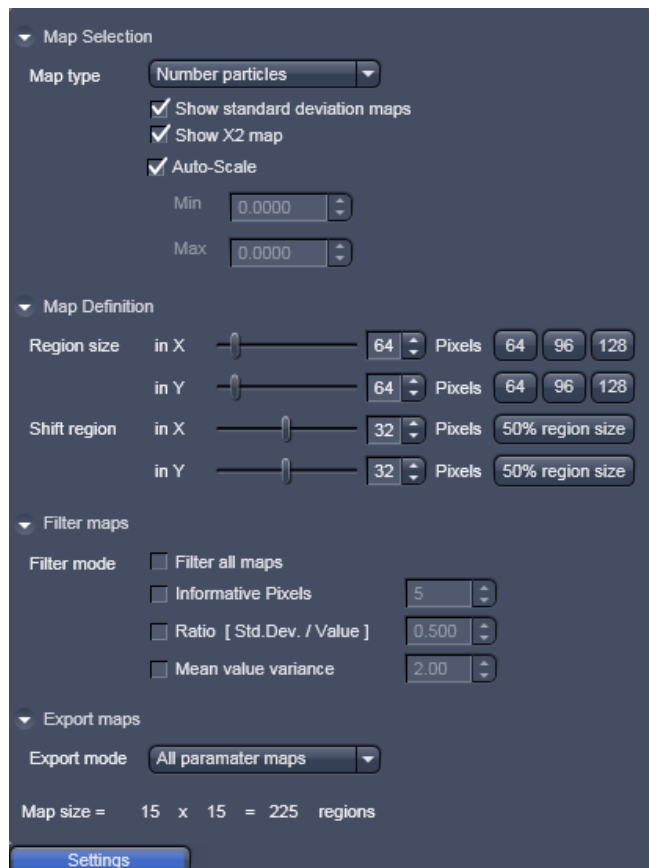 Map Selection
Map type Number particles
Show standard deviation maps
Show X2 map
Auto-Scale
Min 0.0000
Max 0.0000
Map Definition
Region size in X 64 Pixels 64 96 128
in Y 64 Pixels 64 96 128
Shift region in X 32 Pixels 50% region size
in Y 32 Pixels 50% region size
Filter maps
Filter mode Filter all maps
Informative Pixels 5
Ratio [ Std.Dev. / Value ] 0.500
Mean value variance 2.00
Export maps
Export mode All paramater maps
Map size = 15 x 15 = 225 regions
Settings